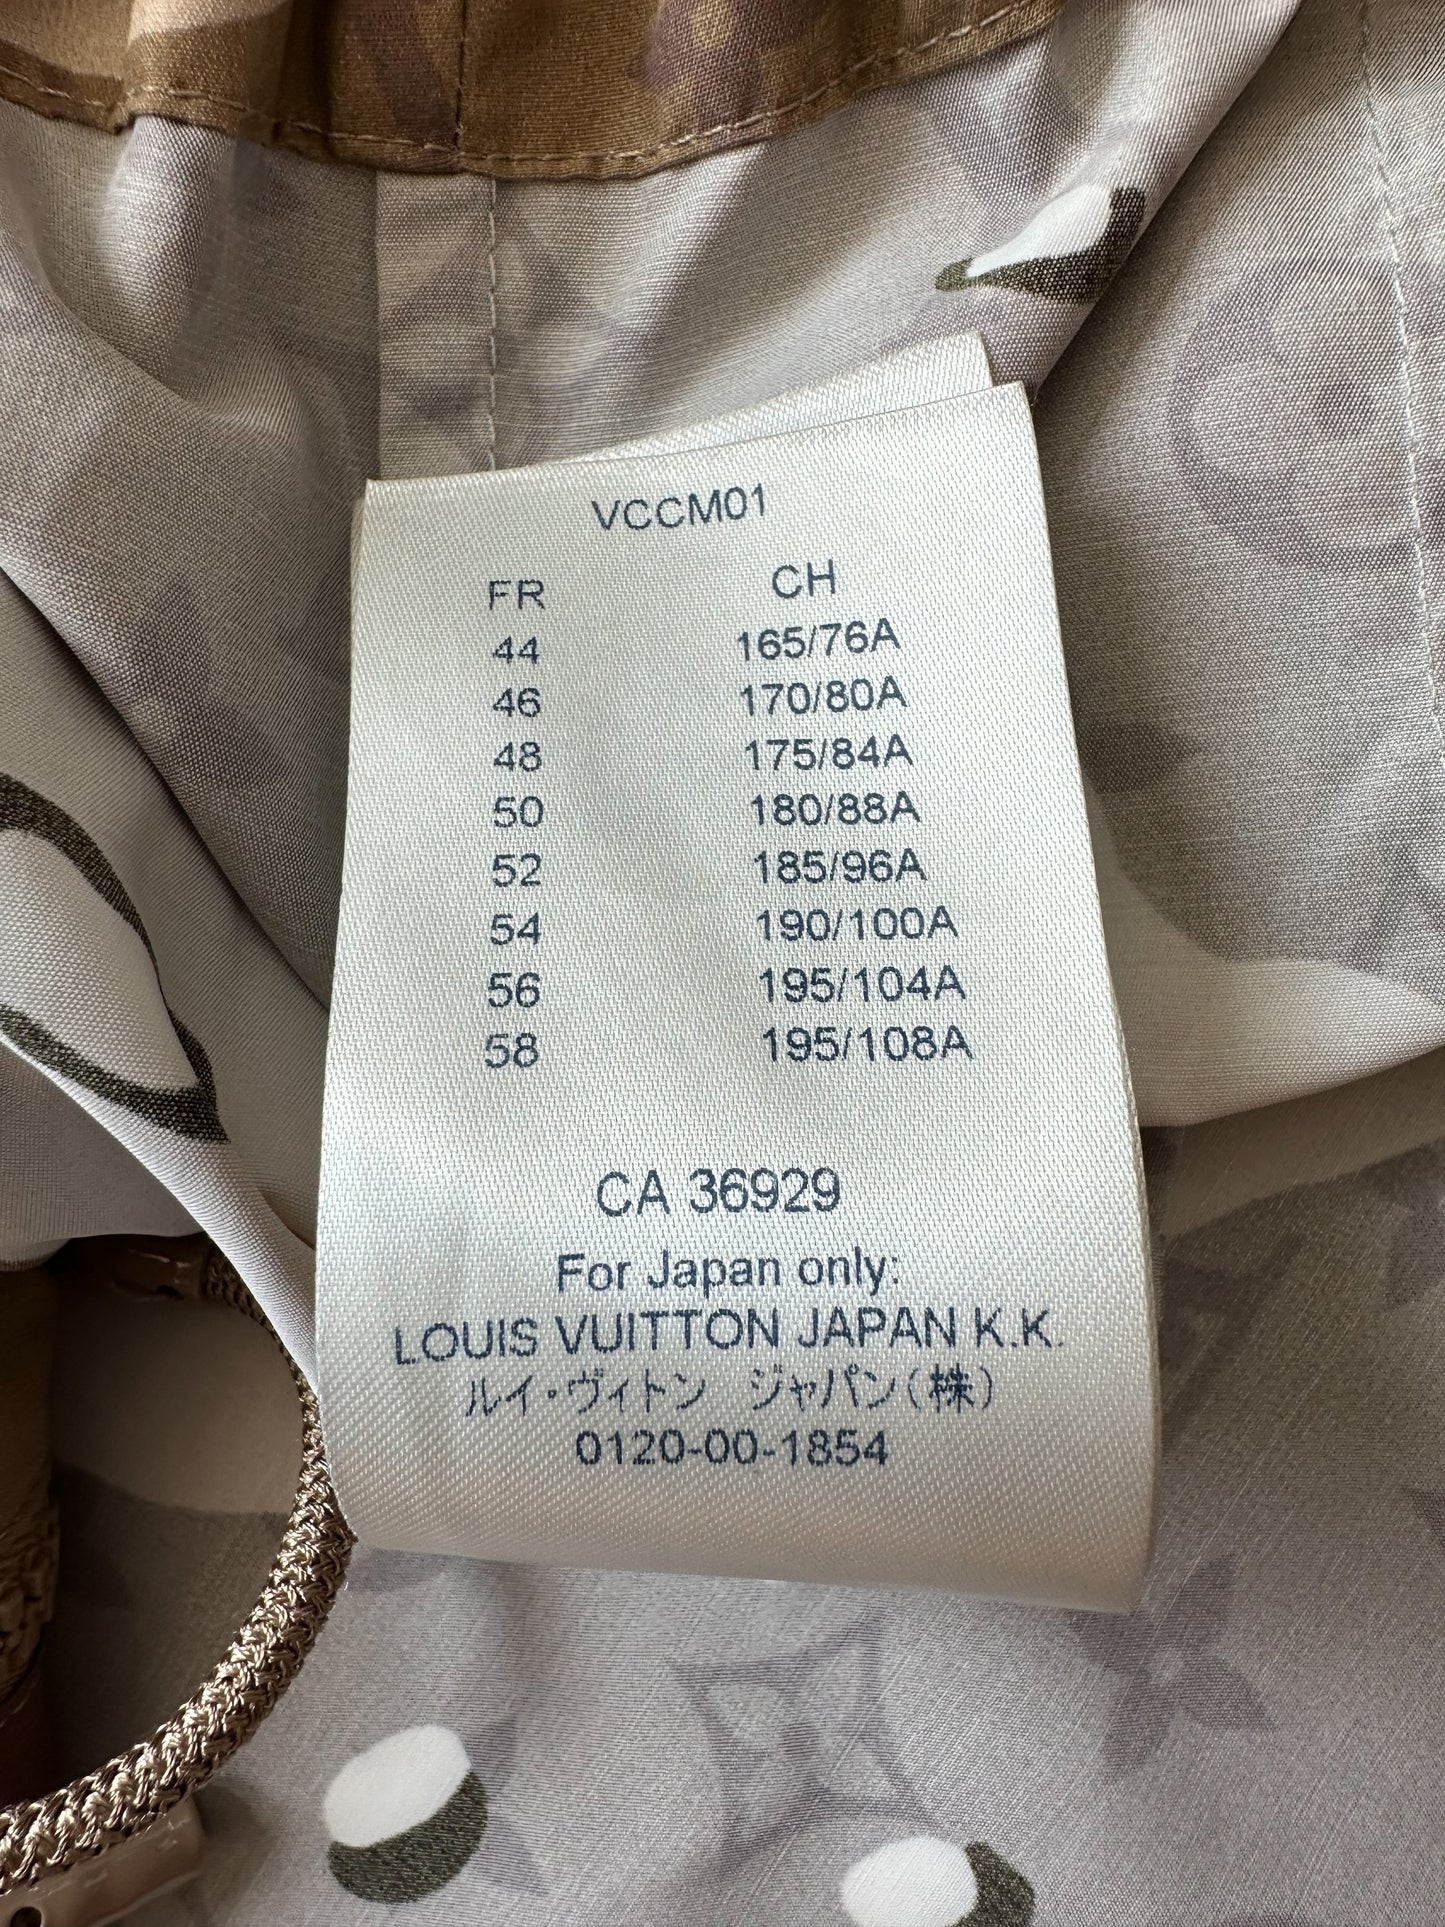 VCCM01
FR CH
44 165/76A
46 170/80A
48 175/84A
50 180/88A
52 185/96A
54 190/100A
56 195/104A
58 195/108A
CA 36929
For Japan only:
LOUIS VUITTON JAPAN K.K.
ルイ・ヴィトン ジャパン(株)
0120-00-1854